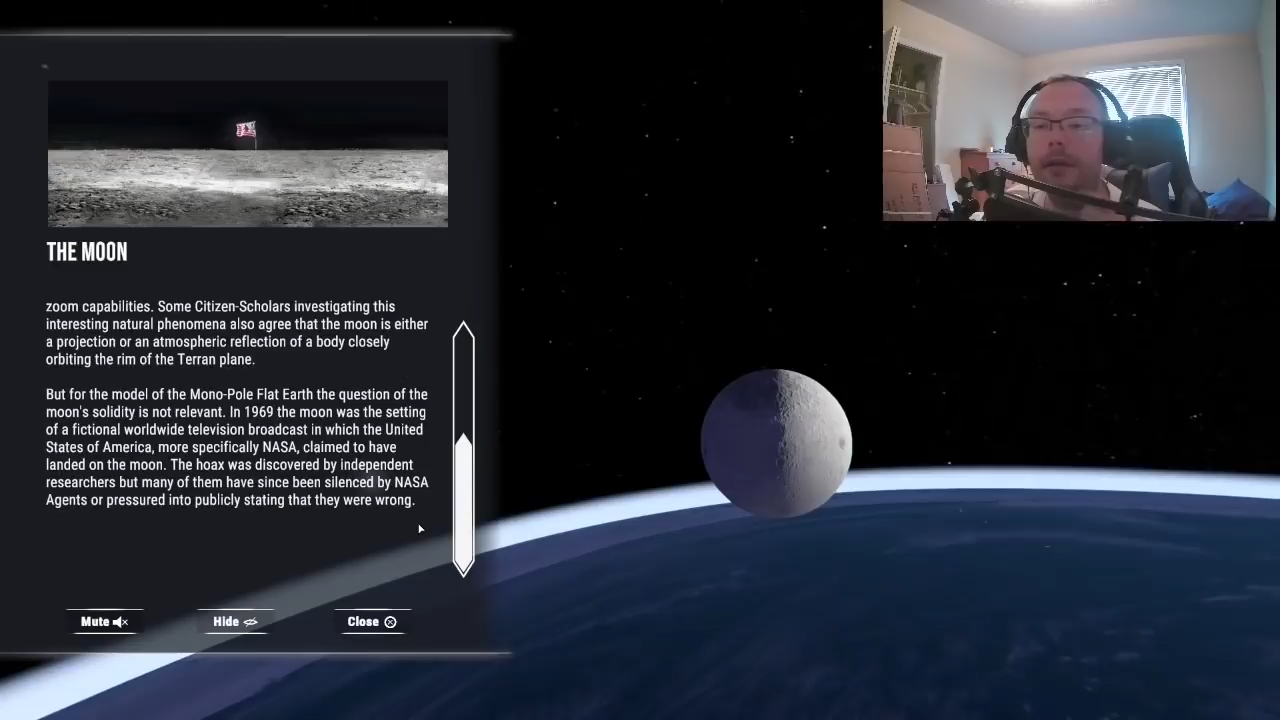 THE MOON
zoom capabilities. Some Citizen-Scholars investigating this
interesting natural phenomena also agree that the moon is either
a projection or an atmospheric reflection of a body closely
orbiting the rim of the Terran plane.
But for the model of the Mono-Pole Flat Earth the question of the
moon's solidity is not relevant. In 1969 the moon was the setting
of a fictional worldwide television broadcast in which the United
States of America, more specifically NASA, claimed to have
landed on the moon. The hoax was discovered by independent
researchers but many of them have since been silenced by NASA
Agents or pressured into publicly stating that they were wrong.
Mute Hide Close